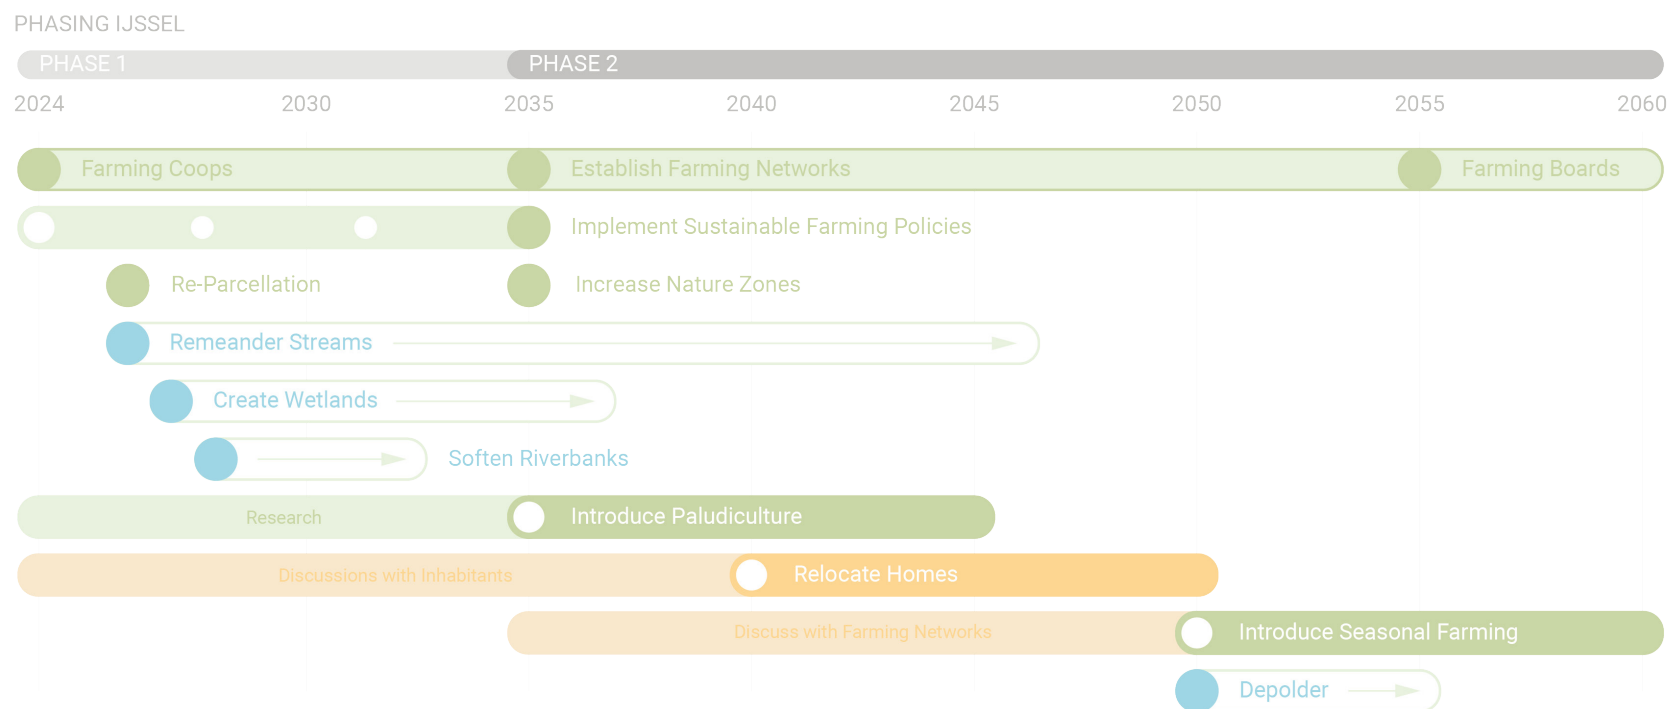 PHASING IJSSEL
PHASE 1 PHASE 2
2024 2030 2035 2040 2045 2050 2055 2060
Farming Coops Establish Farming Networks Farming Boards
Implement Sustainable Farming Policies
Re-Parcellation Increase Nature Zones
Remeander Streams
Create Wetlands
Soften Riverbanks
Research Introduce Paludiculture
Discussions with Inhabitants Relocate Homes
Discuss with Farming Networks Introduce Seasonal Farming
Depolder